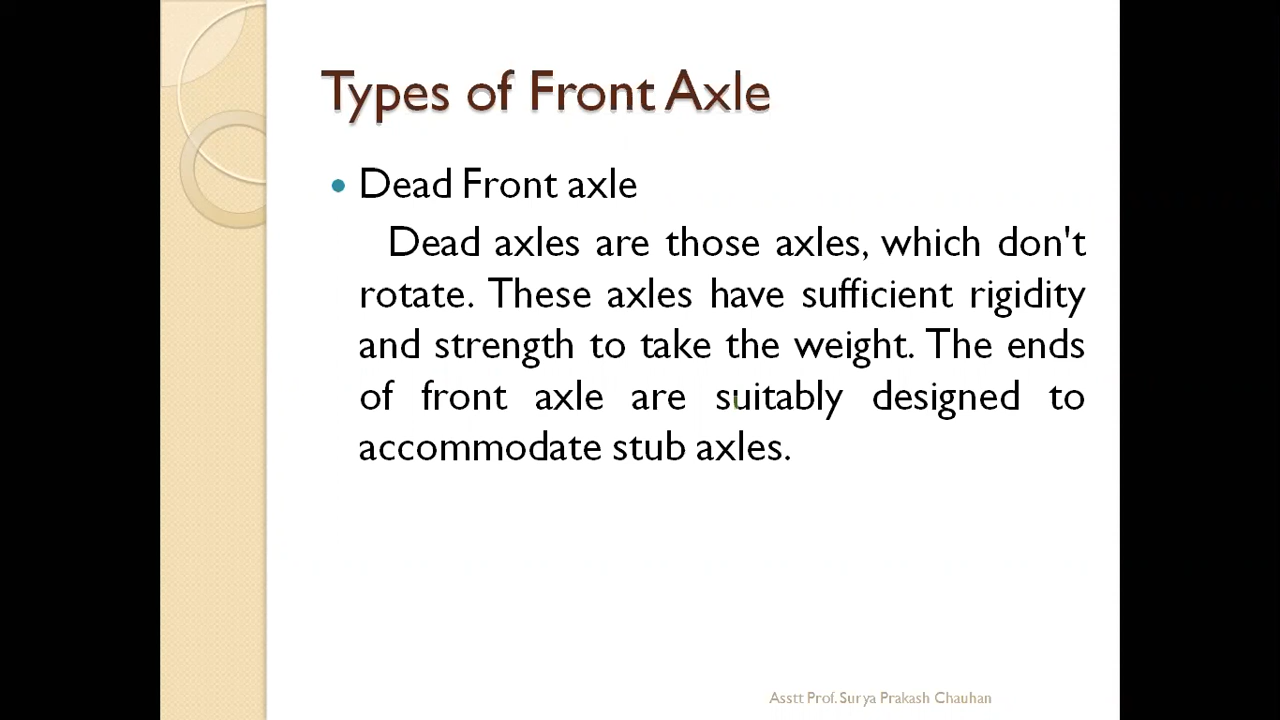 Types of Front Axle
• Dead Front axle
Dead axles are those axles, which don't
rotate. These axles have sufficient rigidity
and strength to take the weight. The ends
of front axle are suitably designed to
accommodate stub axles.
Asstt Prof. Surya Prakash Chauhan